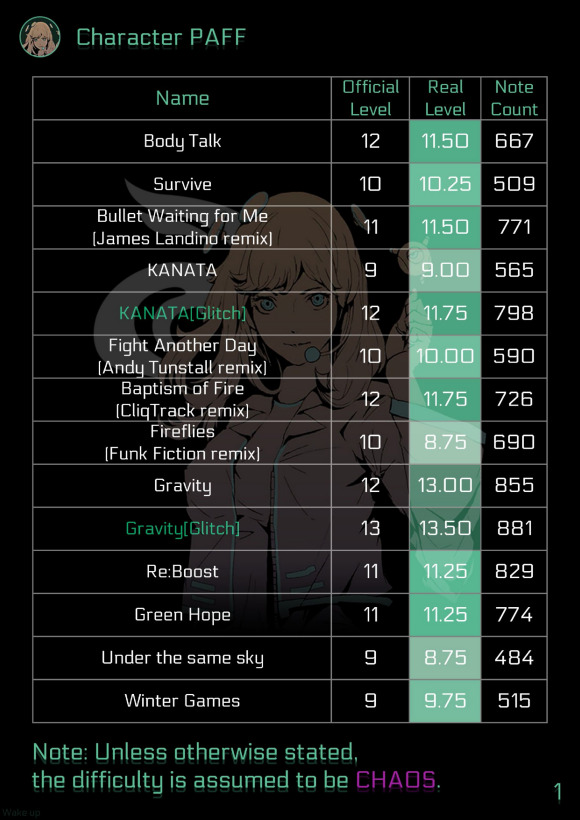 Character PAFF
Name Official Level Real Level Note Count
Body Talk 12 11.50 667
Survive 10 10.25 509
Bullet Waiting for Me
[James Landino remix] 11 11.50 771
KANATA 9 9.00 565
KANATA[Glitch] 12 11.75 798
Fight Another Day
[Andy Tunstall remix] 10 10.00 590
Baptism of Fire
[CliqTrack remix] 12 11.75 726
Fireflies
[Funk Fiction remix] 10 8.75 690
Gravity 12 13.00 855
Gravity[Glitch] 13 13.50 881
Re:Boost 11 11.25 829
Green Hope 11 11.25 774
Under the same sky 9 8.75 484
Winter Games 9 9.75 515
Note: Unless otherwise stated,
the difficulty is assumed to be CHAOS.
1
Wake up